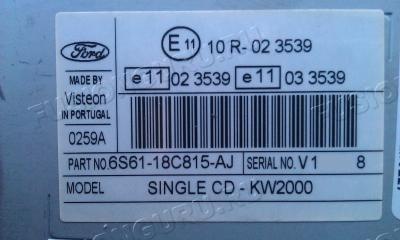 Ford
E 11 10 R- 02 3539
MADE BY
Visteon
IN PORTUGAL
e 11 02 3539 e 11 03 3539
0259A
PART NO. 6S61-18C815-AJ SERIAL NO. V 1 8
MODEL SINGLE CD - KW2000